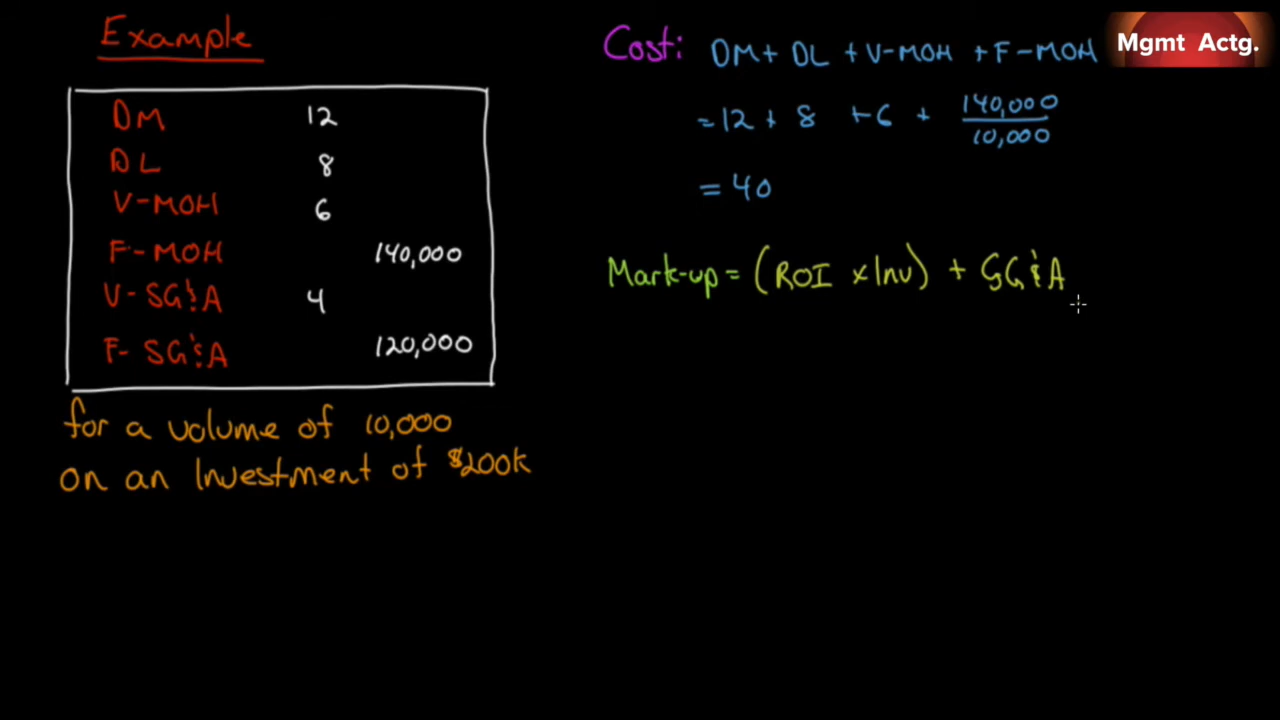 Example
DM 12
DL 8
V-MOH 6
F-MOH 140,000
V-SG&A 4
F-SG&A 120,000
for a volume of 10,000
on an Investment of $200k
Cost: DM + DL + V-MOH + F-MOH
= 12 + 8 + 6 + 140,000 / 10,000
= 40
Mark-up = (ROI × Inv) + SG&A
Mgmt Actg.